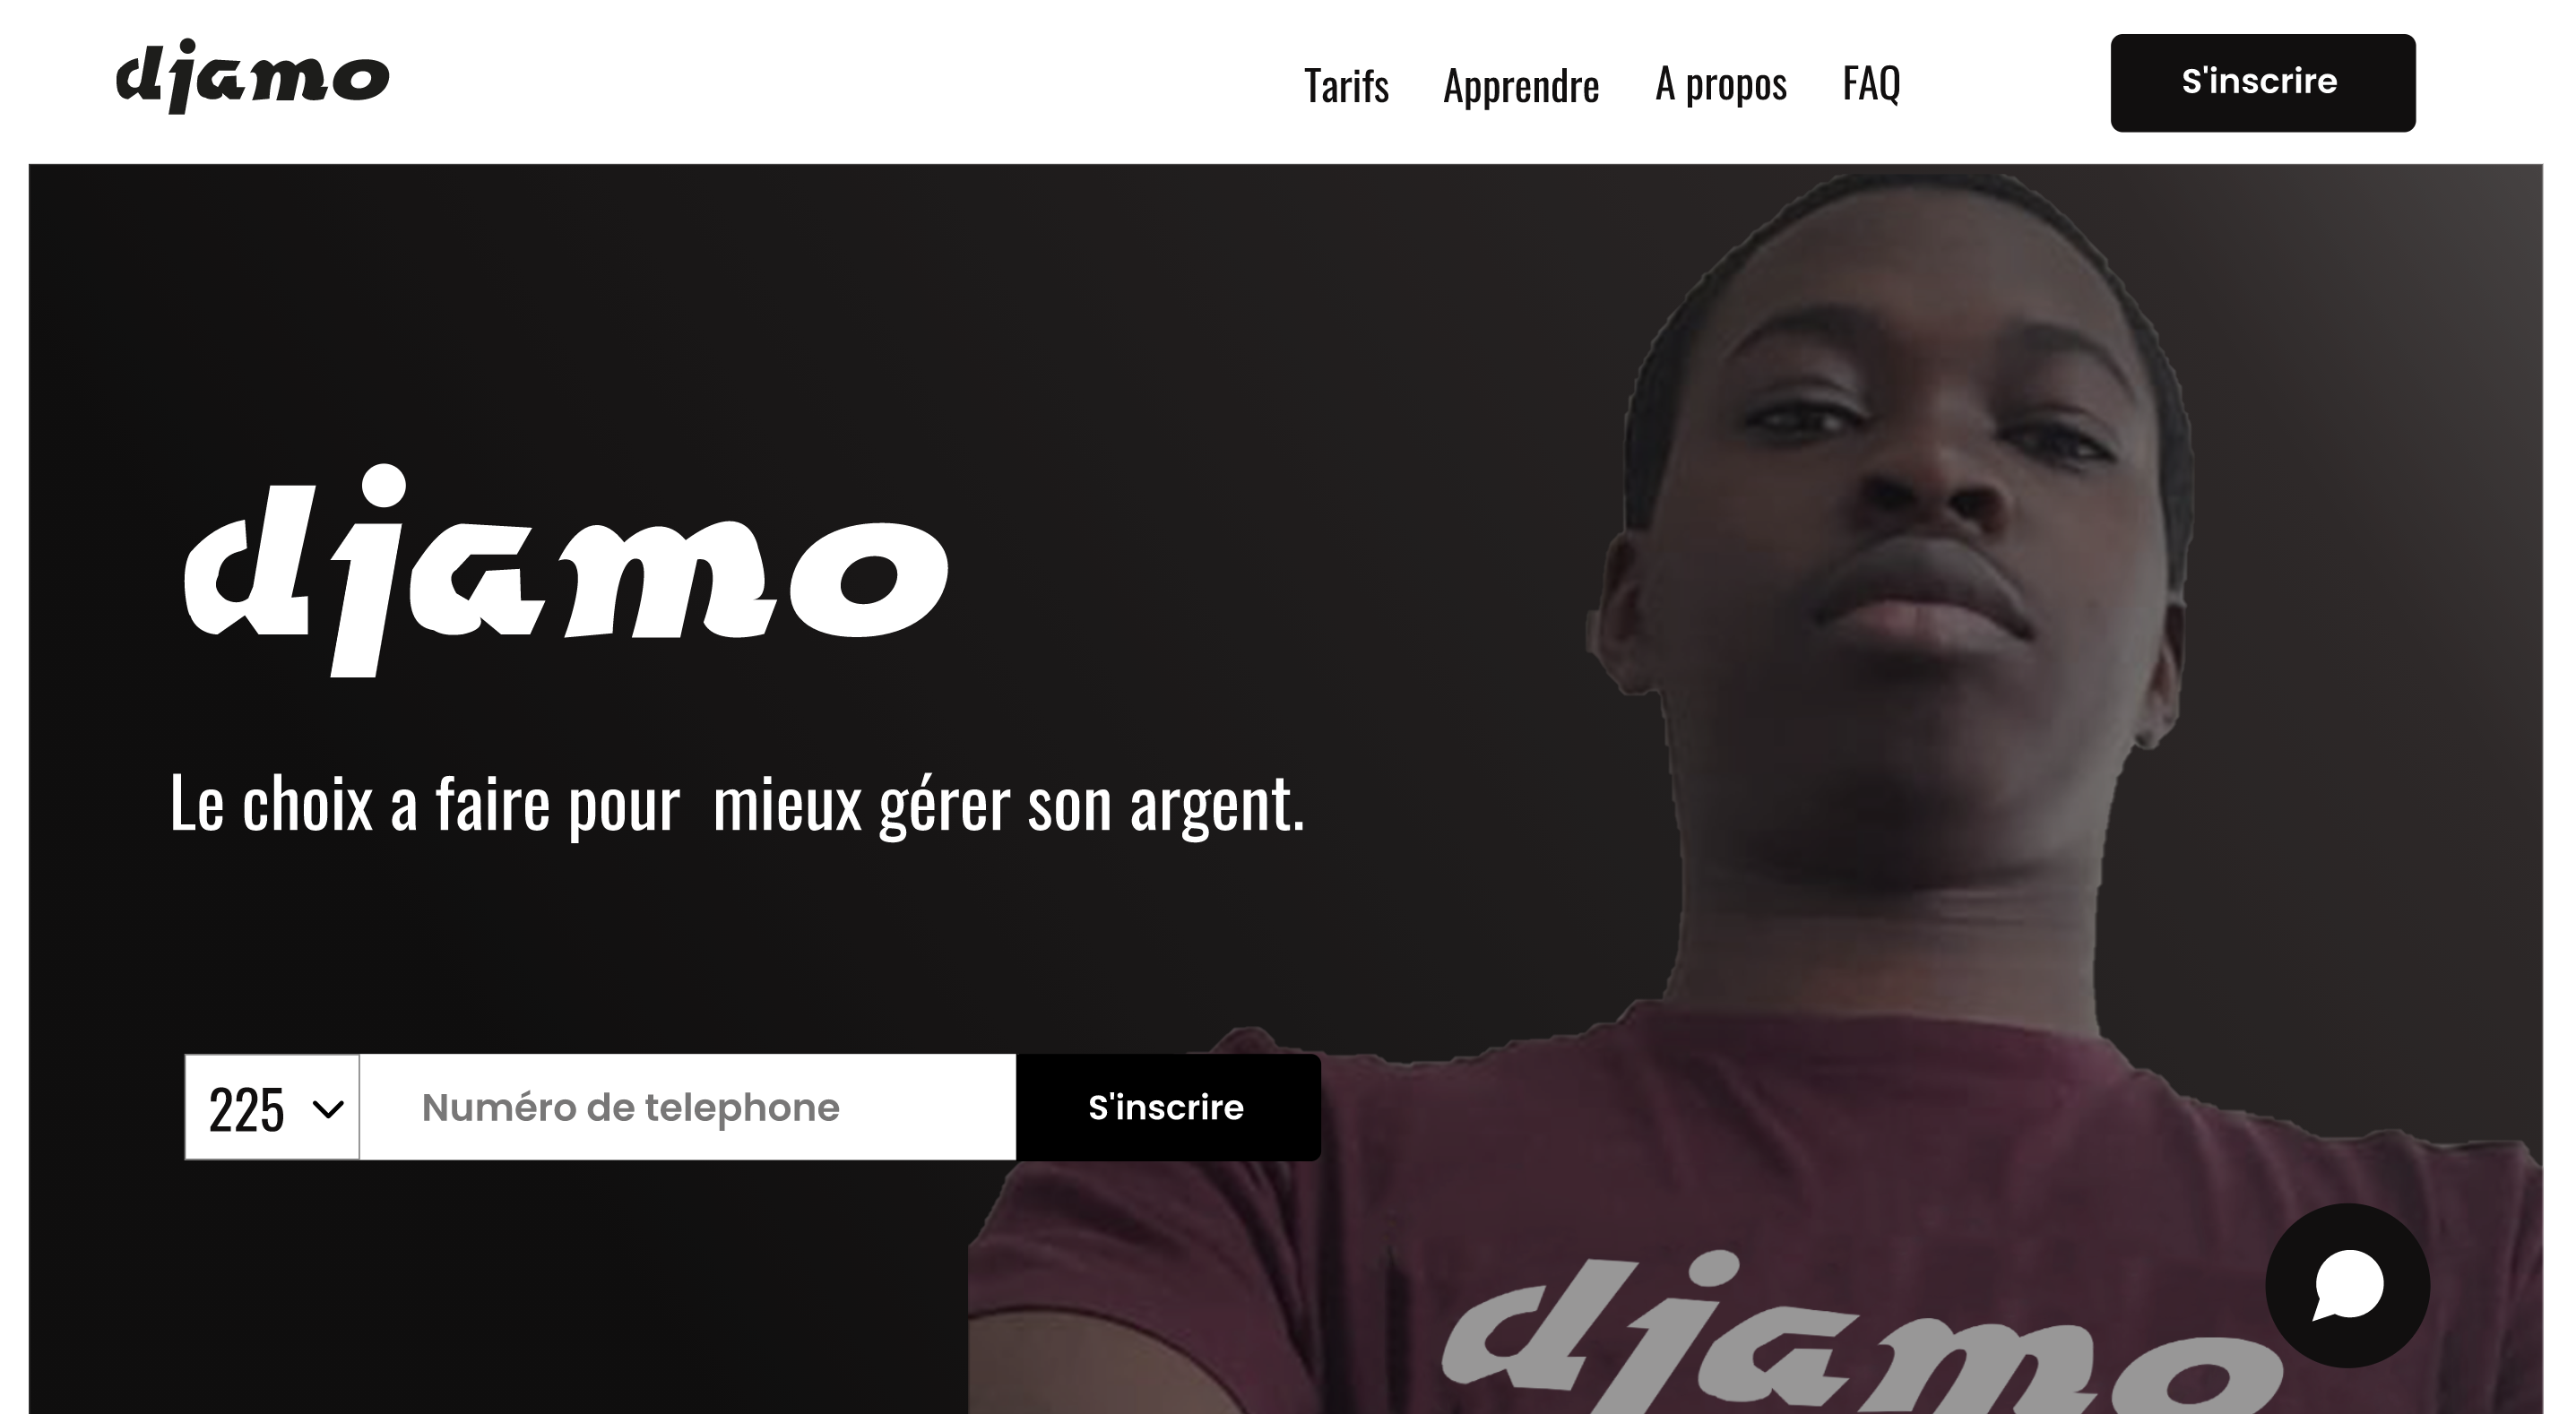 djamo
Tarifs Apprendre A propos FAQ S'inscrire
djamo
Le choix a faire pour  mieux gérer son argent.
225 Numéro de telephone S'inscrire
djamo